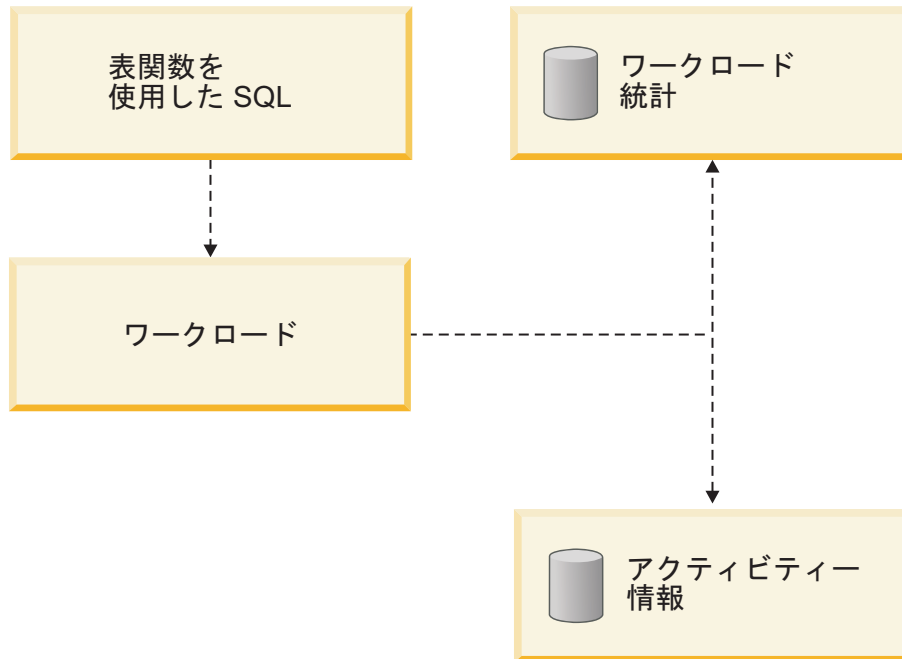 表関数を
使用した SQL
ワークロード
統計
ワークロード
アクティビティー
情報